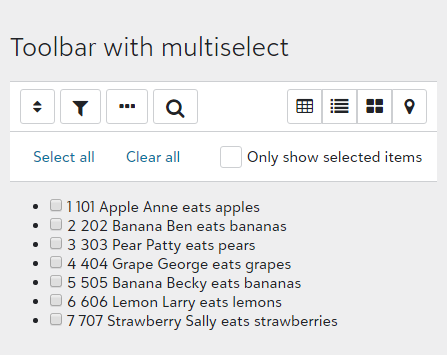 Toolbar with multiselect
Select all Clear all Only show selected items
1 101 Apple Anne eats apples
2 202 Banana Ben eats bananas
3 303 Pear Patty eats pears
4 404 Grape George eats grapes
5 505 Banana Becky eats bananas
6 606 Lemon Larry eats lemons
7 707 Strawberry Sally eats strawberries